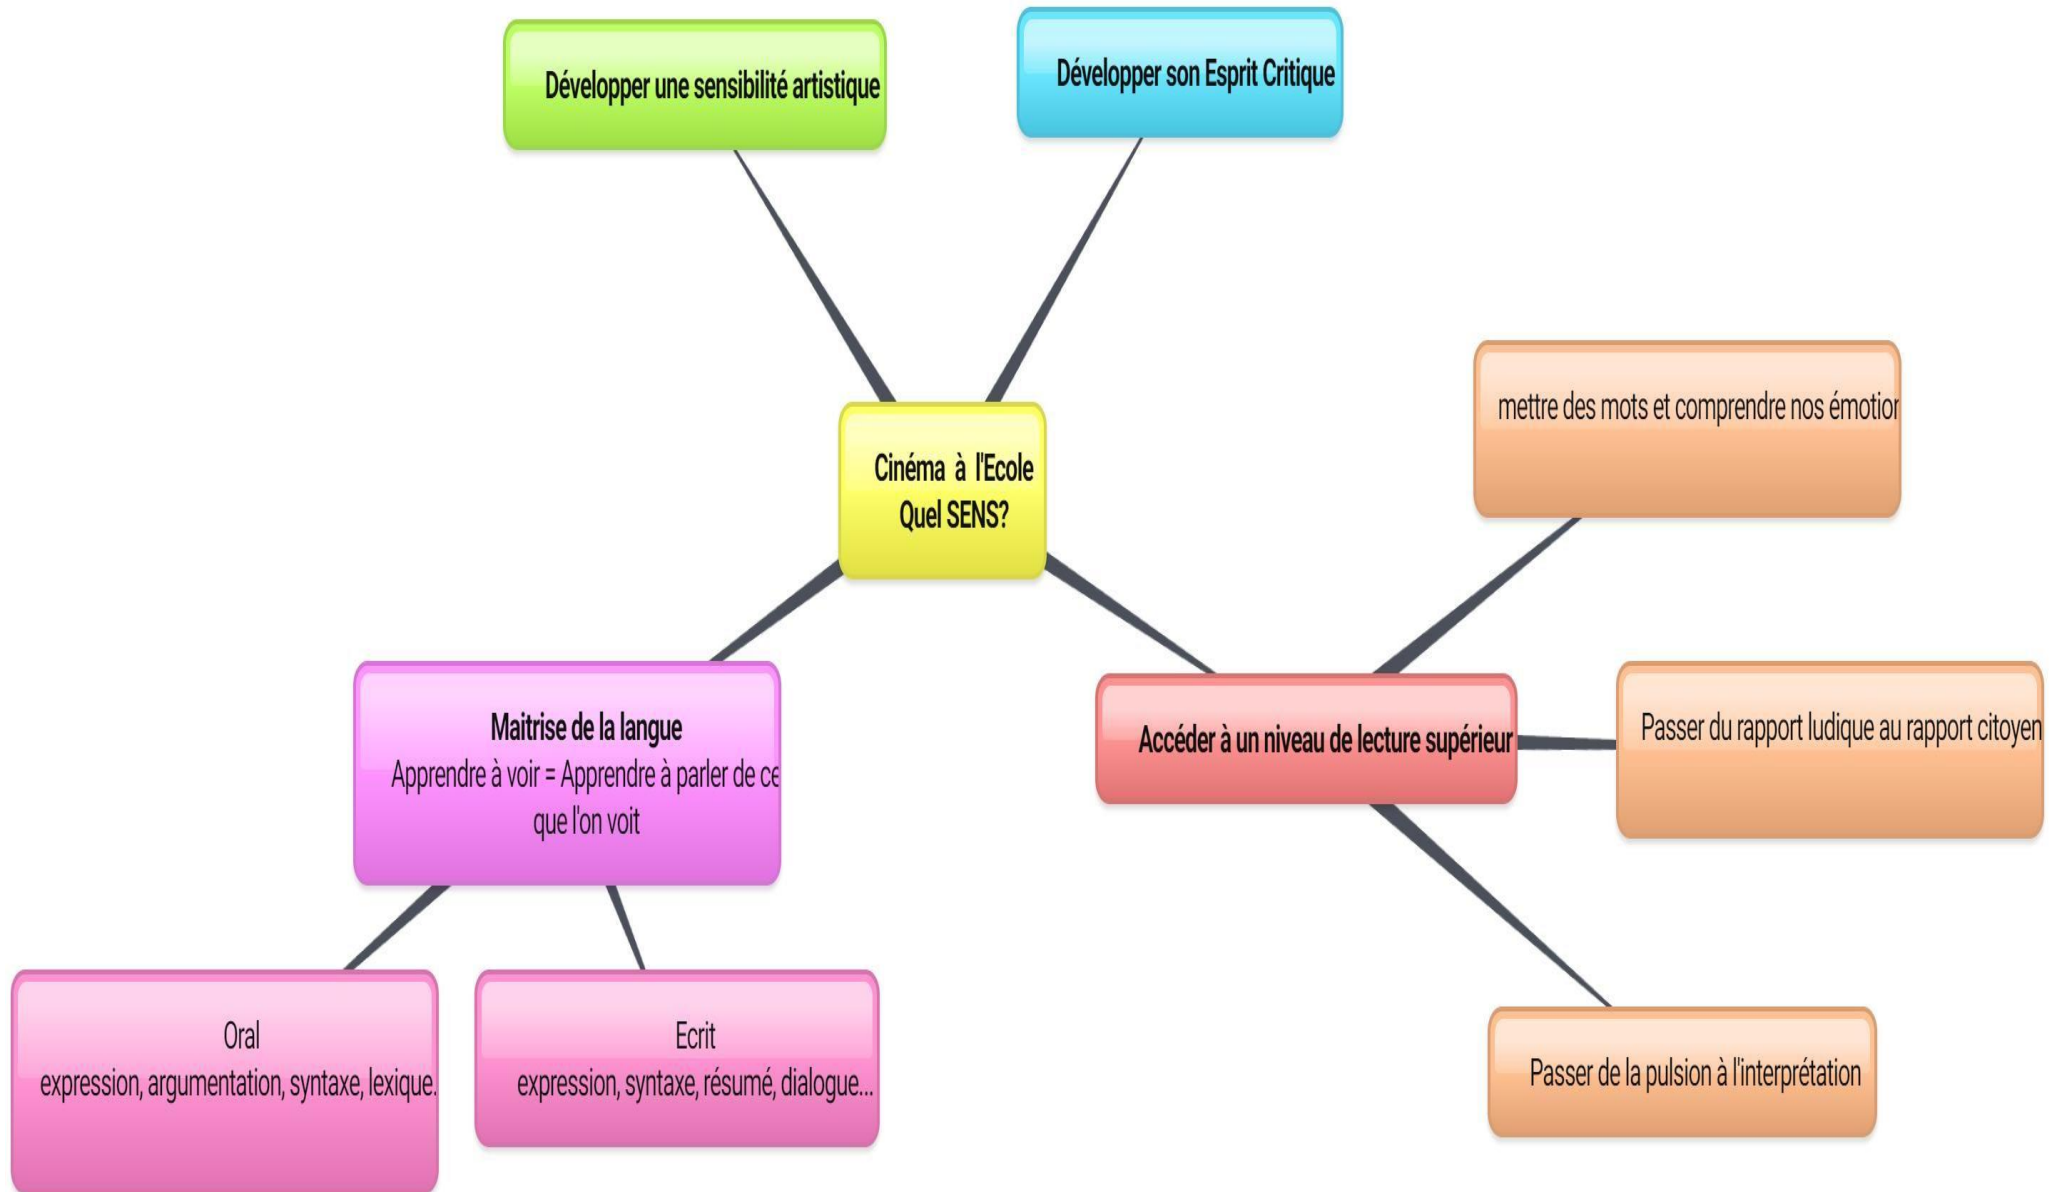 Développer une sensibilité artistique
Développer son Esprit Critique
Cinéma à l'Ecole
Quel SENS?
mettre des mots et comprendre nos émotion
Passer du rapport ludique au rapport citoyen
Accéder à un niveau de lecture supérieur
Maitrise de la langue
Apprendre à voir = Apprendre à parler de ce
que l'on voit
Oral
expression, argumentation, syntaxe, lexique.
Ecrit
expression, syntaxe, résumé, dialogue...
Passer de la pulsion à l'interprétation